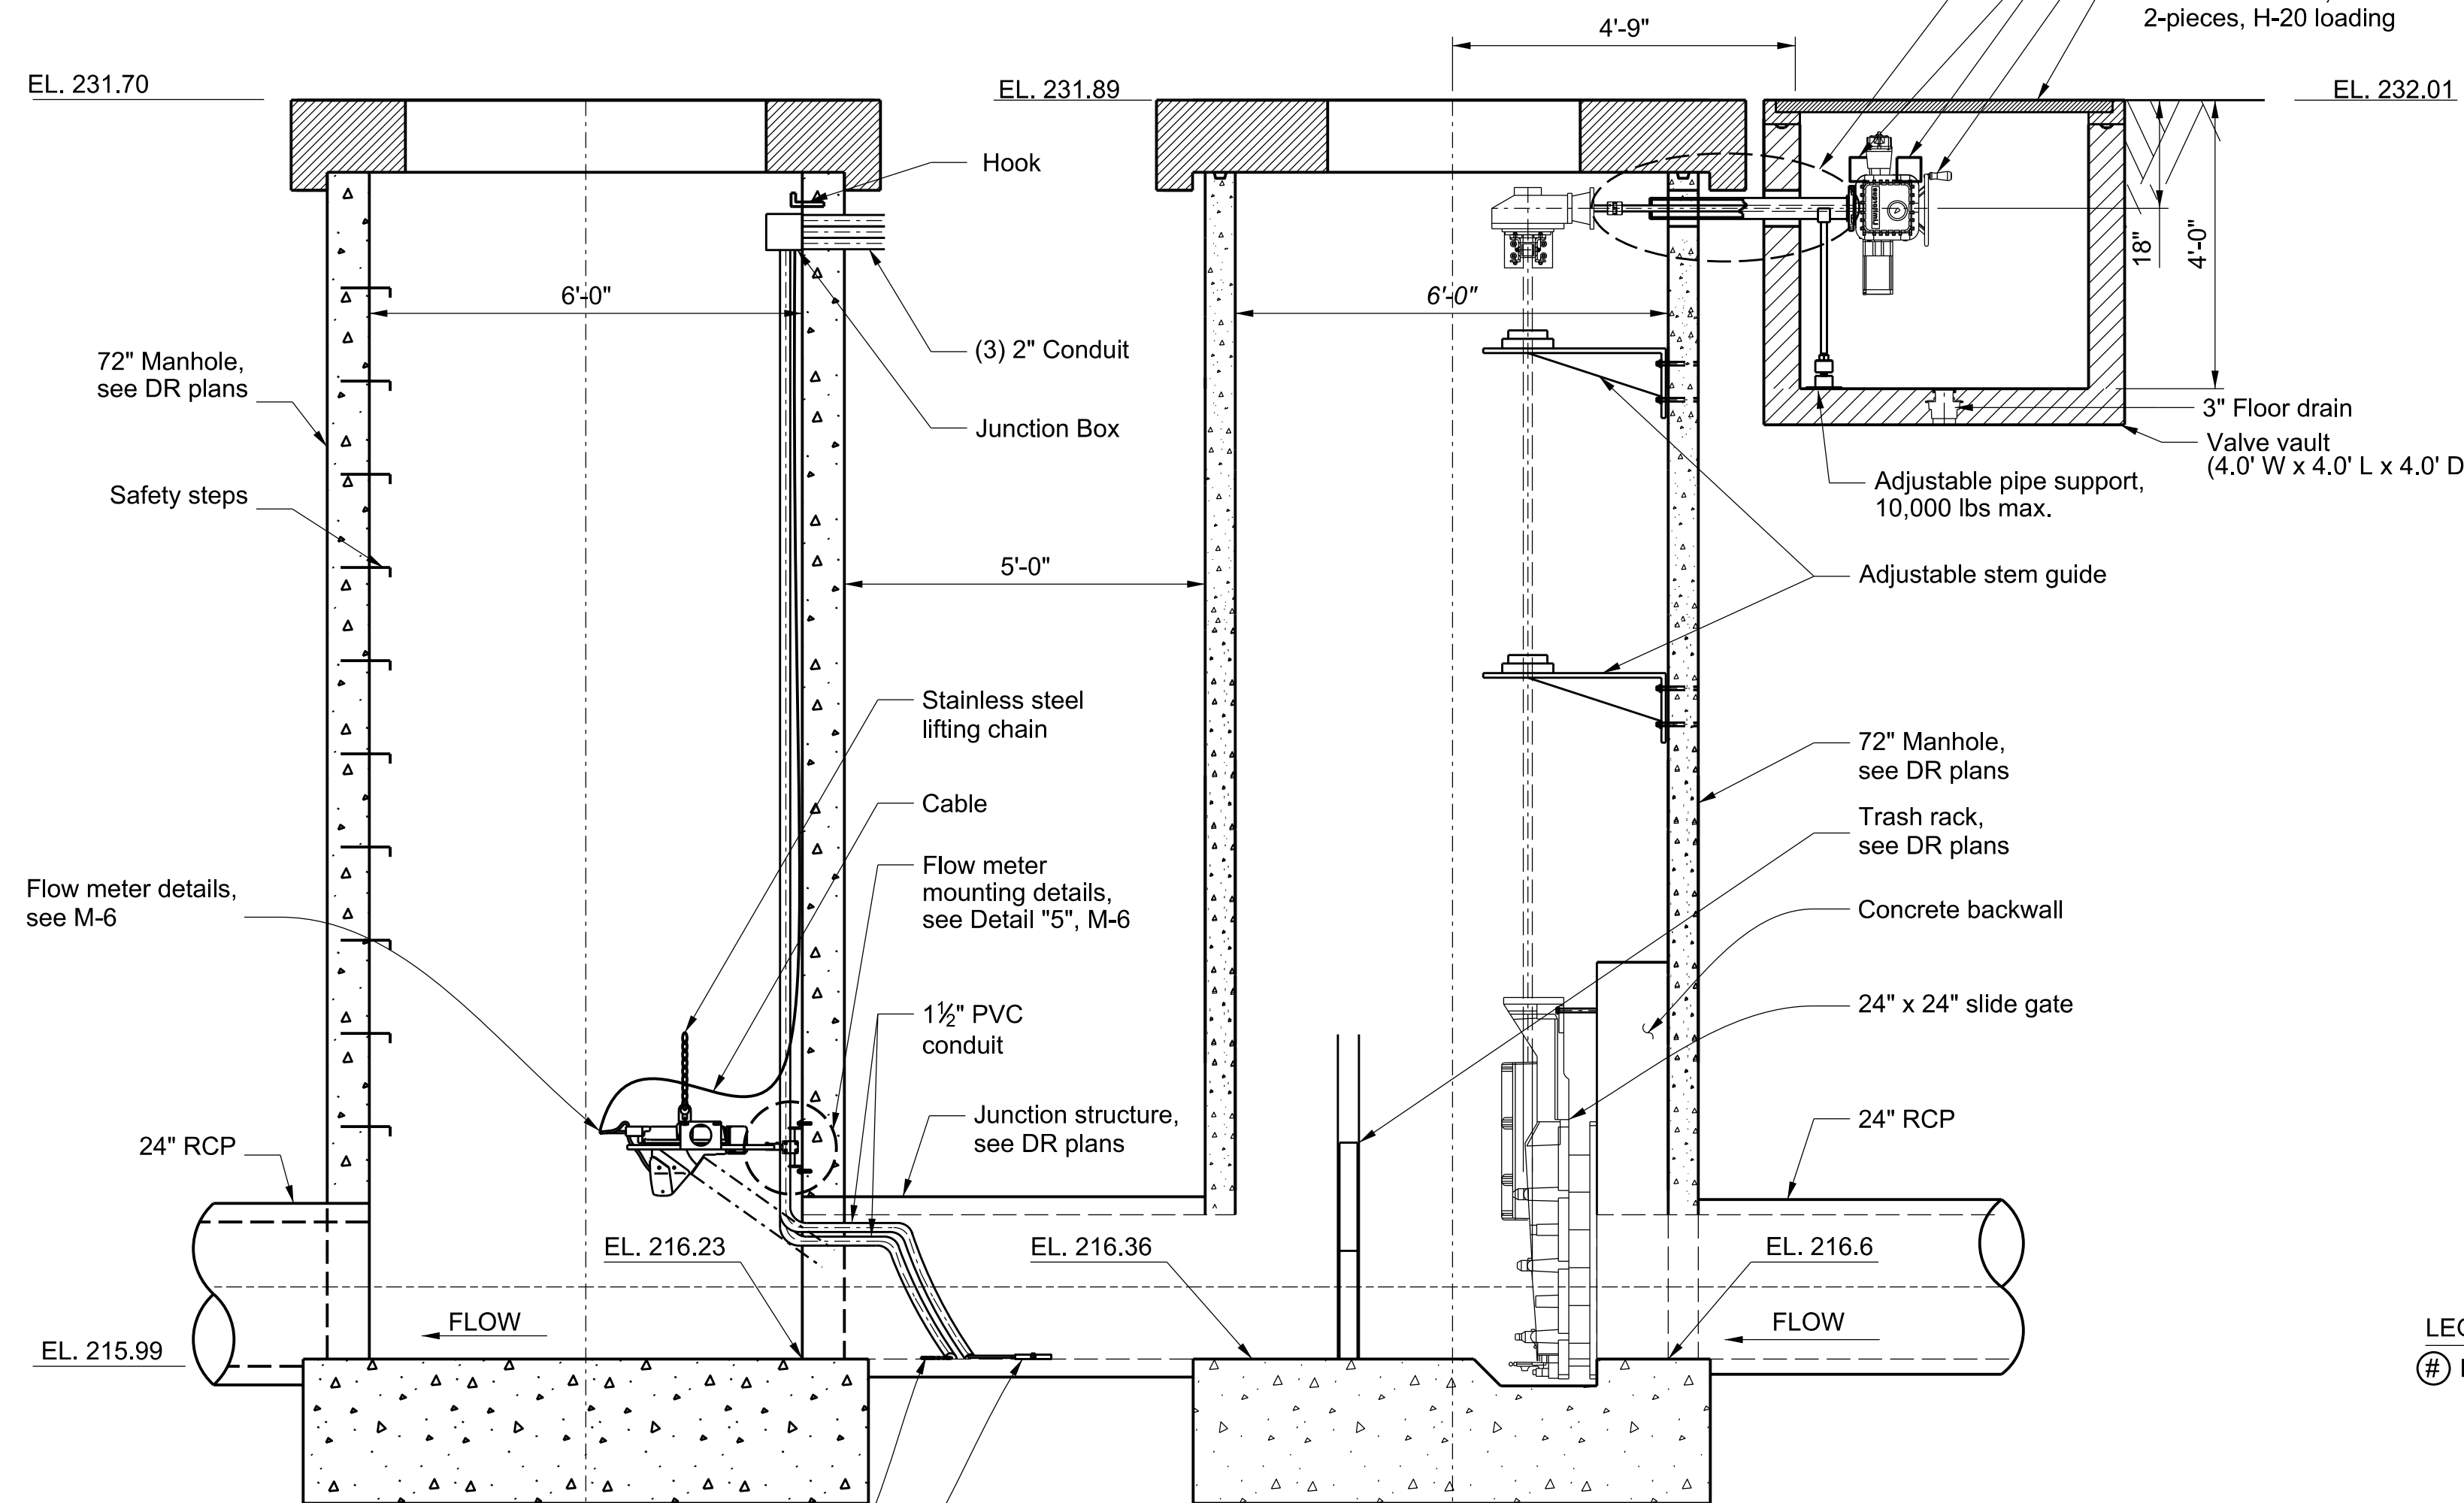 4'-9"
2-pieces, H-20 loading
EL. 231.70
EL. 231.89
EL. 232.01
Hook
18"
4'-0"
6'-0"
6'-0"
(3) 2" Conduit
72" Manhole,
see DR plans
Junction Box
3" Floor drain
Valve vault
(4.0' W x 4.0' L x 4.0' D
Adjustable pipe support,
10,000 lbs max.
Safety steps
5'-0"
Adjustable stem guide
Stainless steel
lifting chain
72" Manhole,
see DR plans
Cable
Trash rack,
see DR plans
Flow meter
mounting details,
see Detail "5", M-6
Flow meter details,
see M-6
Concrete backwall
1½" PVC
conduit
24" x 24" slide gate
Junction structure,
see DR plans
24" RCP
24" RCP
EL. 216.23
EL. 216.36
EL. 216.6
FLOW
FLOW
EL. 215.99
#